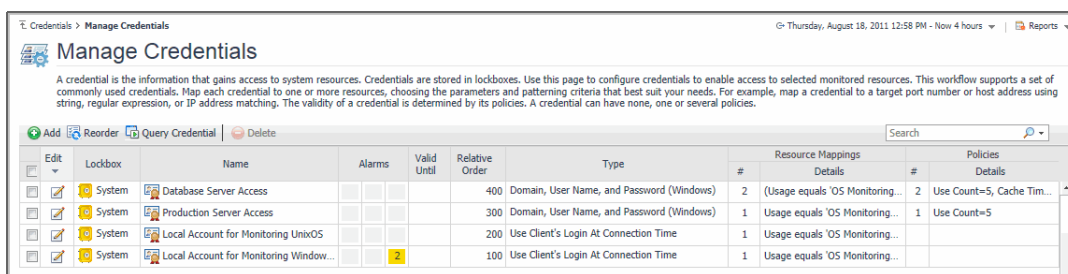 Credentials > Manage Credentials
Thursday, August 18, 2011 12:58 PM - Now 4 hours | Reports
Manage Credentials
A credential is the information that gains access to system resources. Credentials are stored in lockboxes. Use this page to configure credentials to enable access to selected monitored resources. This workflow supports a set of
commonly used credentials. Map each credential to one or more resources, choosing the parameters and patterning criteria that best suit your needs. For example, map a credential to a target port number or host address using
string, regular expression, or IP address matching. The validity of a credential is determined by its policies. A credential can have none, one or several policies.
Add Reorder Query Credential | Delete Search
Resource Mappings Policies
Edit Lockbox Name Alarms Valid Until Relative Order Type # Details # Details
System Database Server Access 400 Domain, User Name, and Password (Windows) 2 (Usage equals 'OS Monitoring... 2 Use Count=5, Cache Tim...
System Production Server Access 300 Domain, User Name, and Password (Windows) 1 Usage equals 'OS Monitoring... 1 Use Count=5
System Local Account for Monitoring UnixOS 200 Use Client's Login At Connection Time 1 Usage equals 'OS Monitoring...
System Local Account for Monitoring Window... 2 100 Use Client's Login At Connection Time 1 Usage equals 'OS Monitoring...